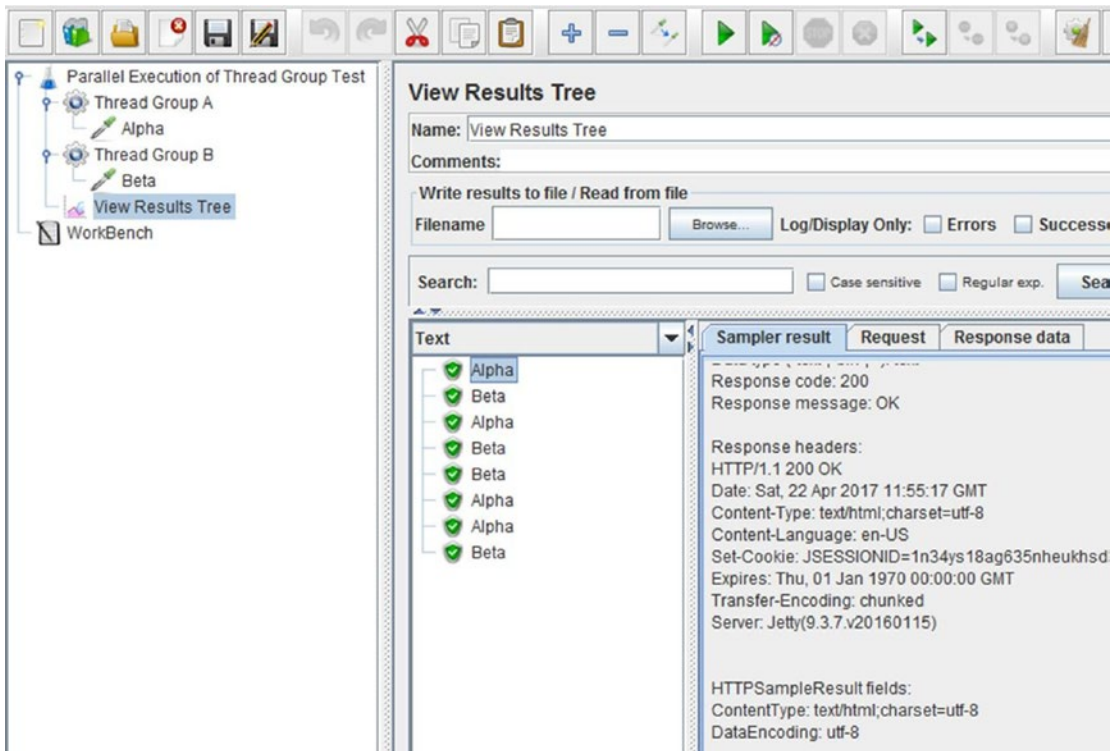 Parallel Execution of Thread Group Test
Thread Group A
Alpha
Thread Group B
Beta
View Results Tree
WorkBench
View Results Tree
Name: View Results Tree
Comments:
Write results to file / Read from file
Filename Browse... Log/Display Only: Errors
Search: Case sensitive Regular exp.
Text
Alpha
Beta
Alpha
Beta
Beta
Alpha
Alpha
Beta
Sampler result Request Response data
Response code: 200
Response message: OK
Response headers:
HTTP/1.1 200 OK
Date: Sat, 22 Apr 2017 11:55:17 GMT
Content-Type: text/html;charset=utf-8
Content-Language: en-US
Set-Cookie: JSESSIONID=1n34ys18ag635nheukhsd
Expires: Thu, 01 Jan 1970 00:00:00 GMT
Transfer-Encoding: chunked
Server: Jetty(9.3.7.v20160115)
HTTPSampleResult fields:
ContentType: text/html;charset=utf-8
DataEncoding: utf-8